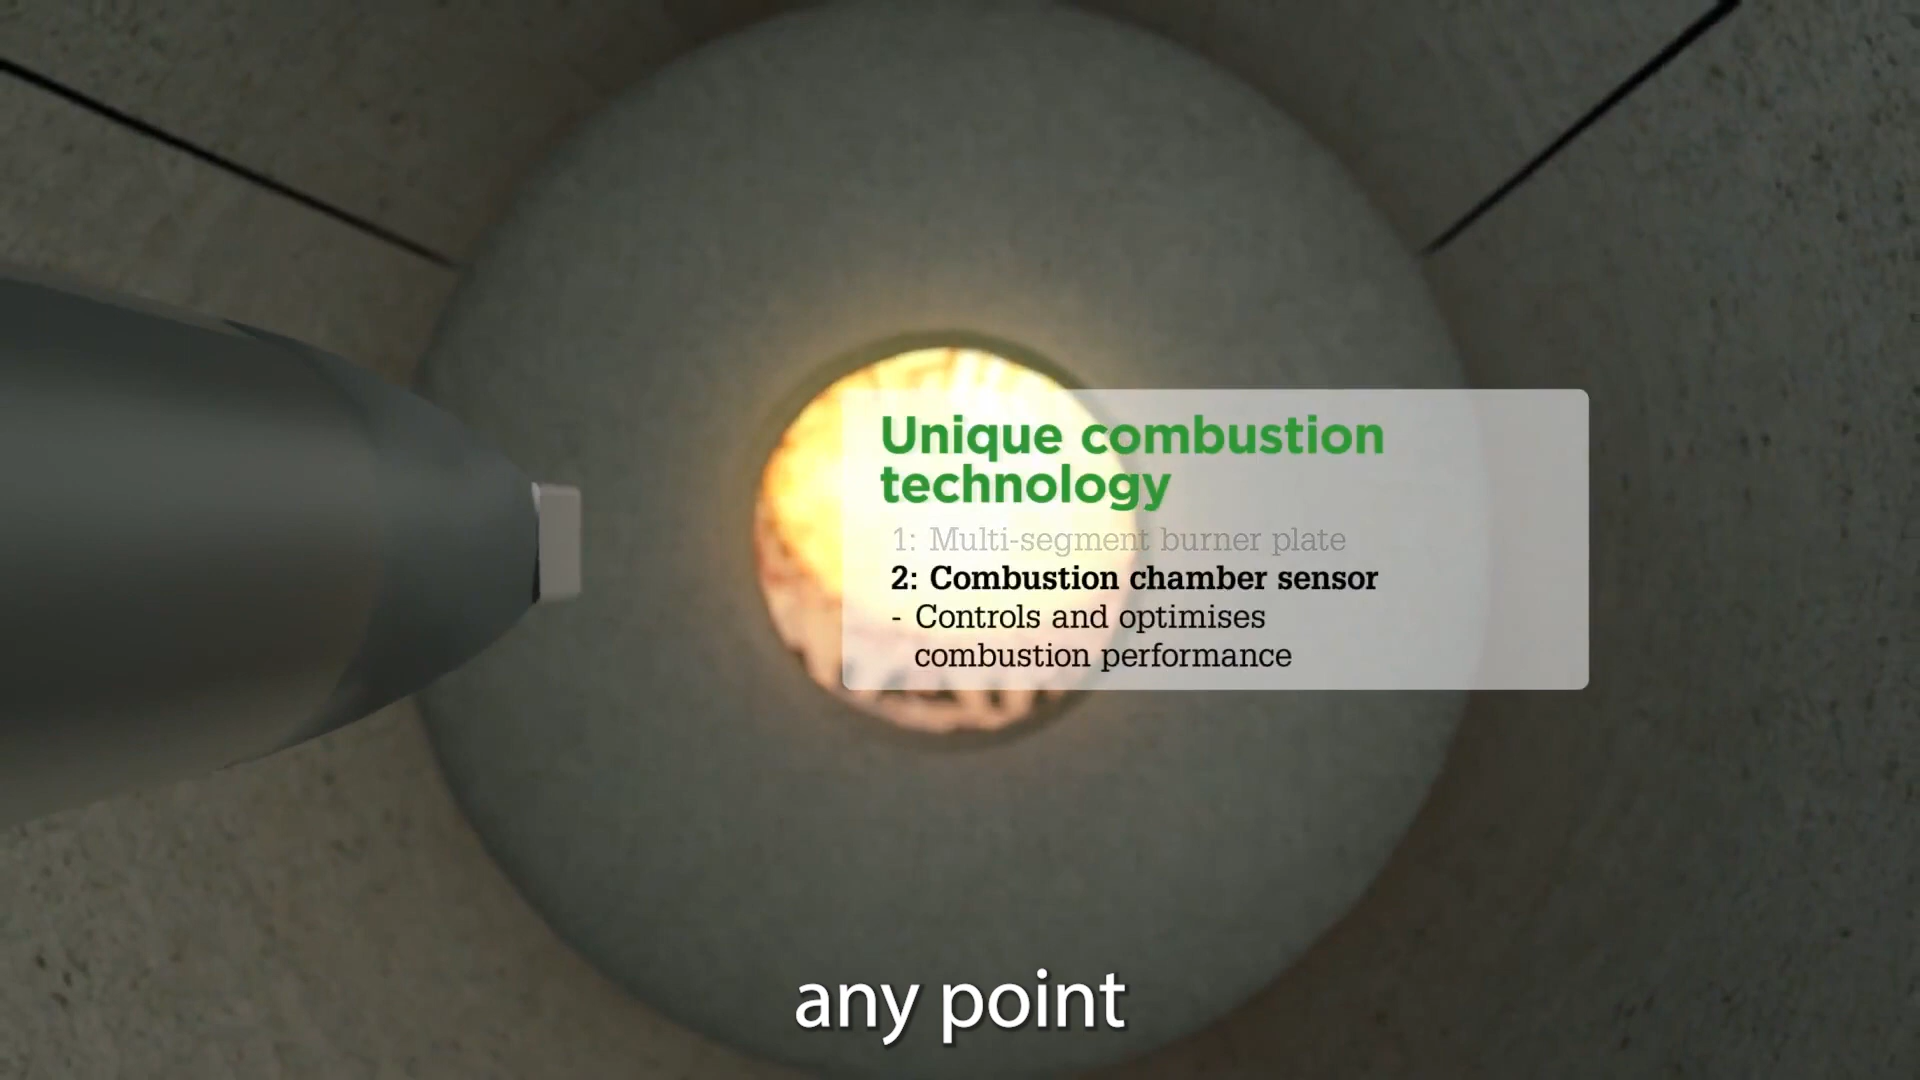 Unique combustion
technology
1: Multi-segment burner plate
2: Combustion chamber sensor
- Controls and optimises
combustion performance
any point